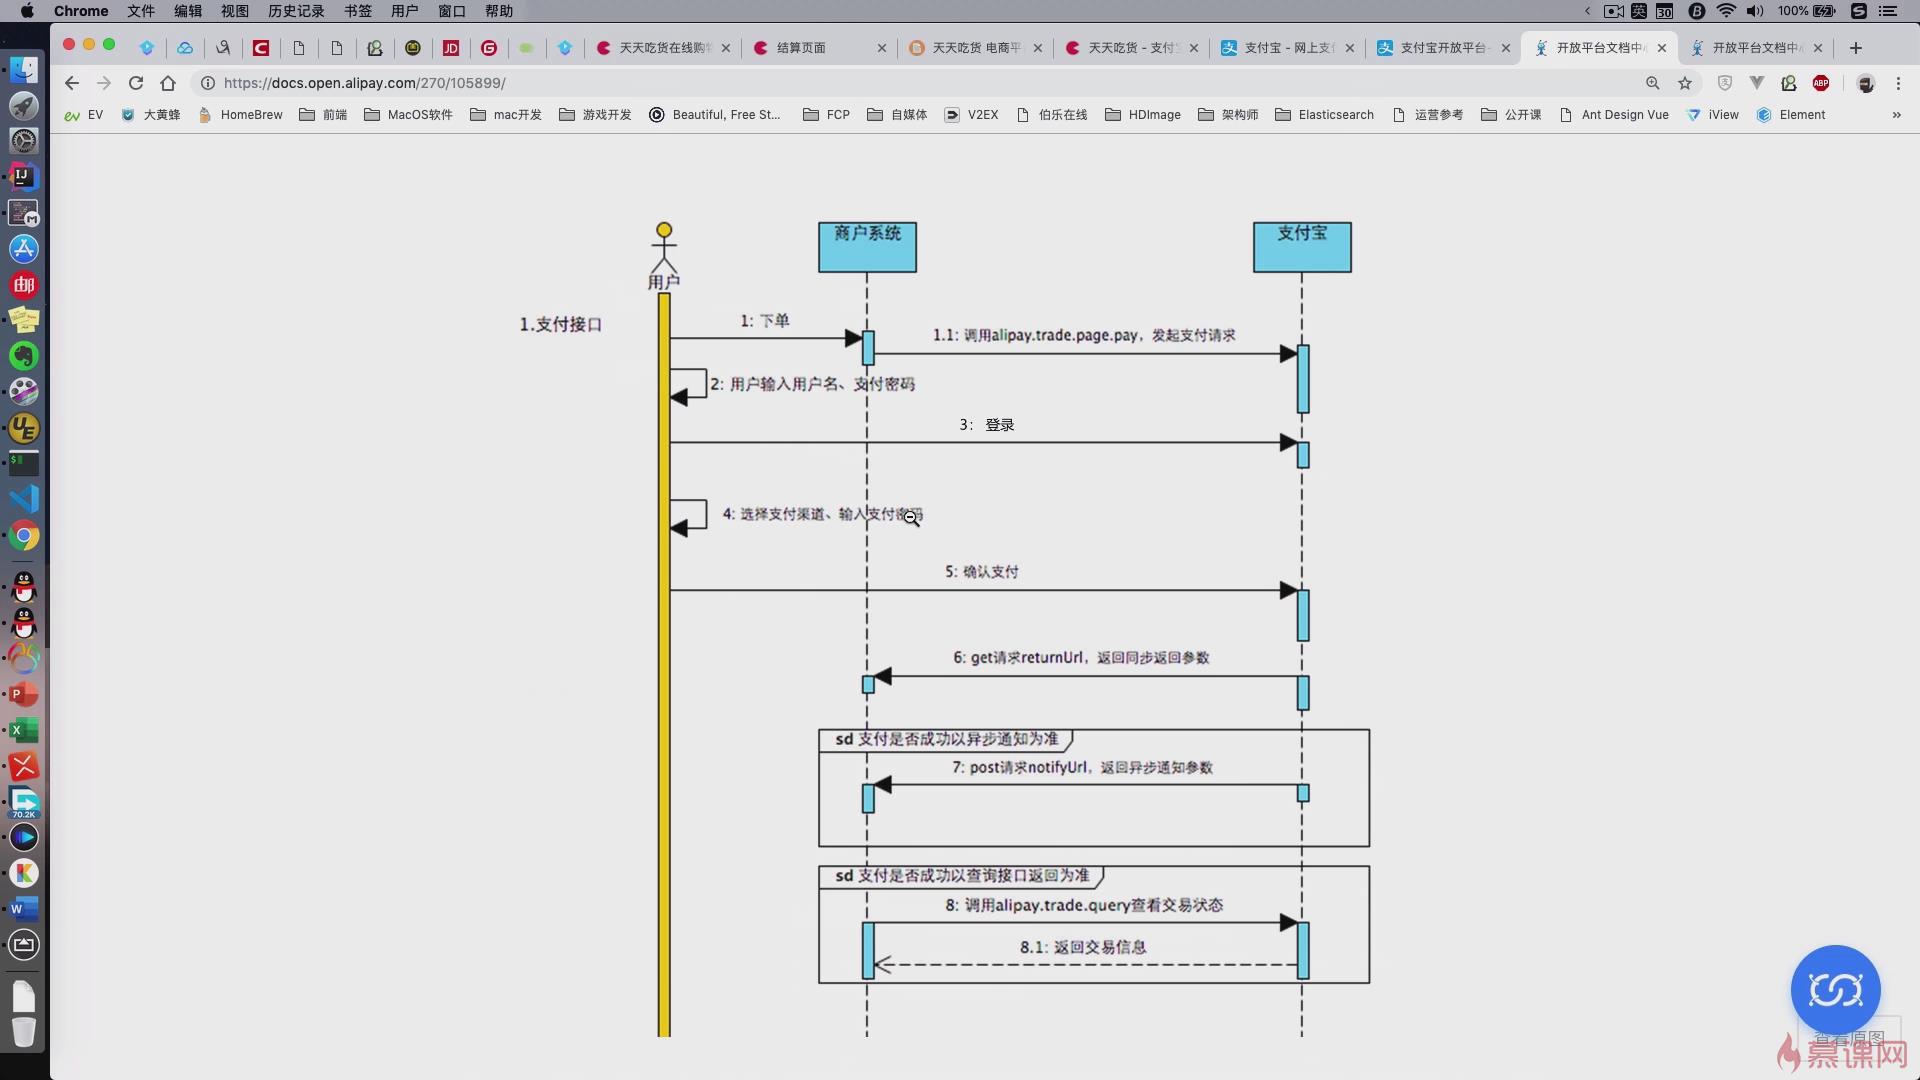 Chrome 文件 编辑 视图 历史记录 书签 用户 窗口 帮助
英 30 100%
天天吃货在线购 结算页面 天天吃货 电商平 天天吃货 - 支付 支付宝 - 网上支 支付宝开放平台 开放平台文档中 开放平台文档中
https://docs.open.alipay.com/270/105899/
ABP
EV 大黄蜂 HomeBrew 前端 MacOS软件 mac开发 游戏开发 Beautiful, Free St... FCP 自媒体 V2EX 伯乐在线 HDImage 架构师 Elasticsearch 运营参考 公开课 Ant Design Vue iView Element
用户
商户系统
支付宝
1.支付接口
1: 下单
1.1: 调用alipay.trade.page.pay，发起支付请求
2: 用户输入用户名、支付密码
3: 登录
4: 选择支付渠道、输入支付密码
5: 确认支付
6: get请求returnUrl，返回同步返回参数
sd 支付是否成功以异步通知为准
7: post请求notifyUrl，返回异步通知参数
sd 支付是否成功以查询接口返回为准
8: 调用alipay.trade.query查看交易状态
8.1: 返回交易信息
70.2K
查看原图
慕课网